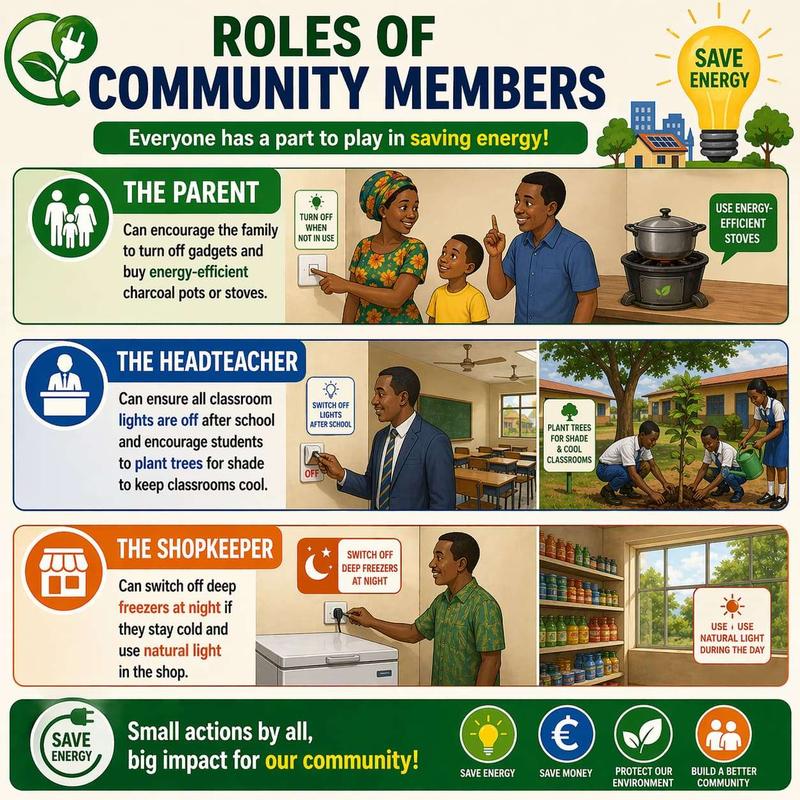 ROLES OF
COMMUNITY MEMBERS
SAVE
ENERGY
Everyone has a part to play in saving energy!
THE PARENT
Can encourage the family
to turn off gadgets and
buy energy-efficient
charcoal pots or stoves.
TURN OFF
WHEN
NOT IN USE
USE ENERGY-
EFFICIENT
STOVES
THE HEADTEACHER
Can ensure all classroom
lights are off after school
and encourage students
to plant trees for shade
to keep classrooms cool.
SWITCH OFF
LIGHTS
AFTER SCHOOL
OFF
PLANT TREES
FOR SHADE
& COOL
CLASSROOMS
THE SHOPKEEPER
Can switch off deep
freezers at night if
they stay cold and
use natural light
in the shop.
SWITCH OFF
DEEP FREEZERS
AT NIGHT
USE • USE
NATURAL LIGHT
DURING THE DAY
SAVE
ENERGY
Small actions by all,
big impact for our community!
SAVE ENERGY
€
SAVE MONEY
PROTECT OUR
ENVIRONMENT
BUILD A BETTER
COMMUNITY